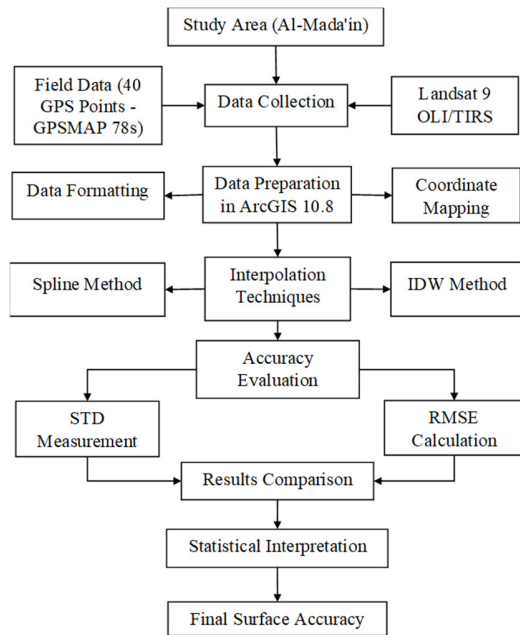 Study Area (Al-Mada'in)
Field Data (40
GPS Points -
GPSMAP 78s)
Data Collection
Landsat 9
OLI/TIRS
Data Formatting
Data Preparation
in ArcGIS 10.8
Coordinate
Mapping
Spline Method
Interpolation
Techniques
IDW Method
Accuracy
Evaluation
STD
Measurement
RMSE
Calculation
Results Comparison
Statistical Interpretation
Final Surface Accuracy